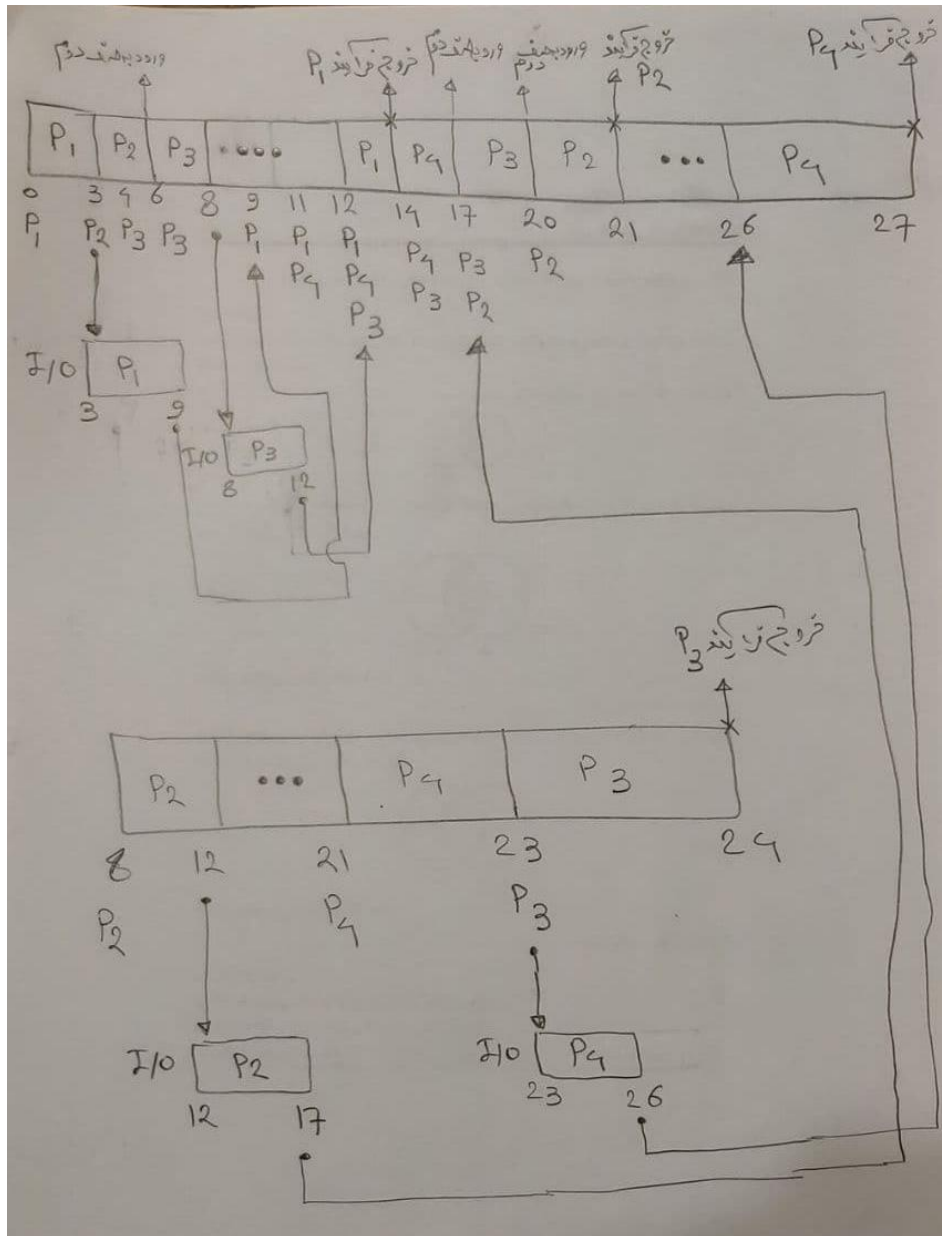 ورود به صف دوم خروج فرآیند P1 ورود به صف دوم ورود به صف دوم خروج فرآیند P2 خروج فرآیند P4
P1 P2 P3 .... P1 P4 P3 P2 ... P4
0 3 4 6 8 9 11 12 14 17 20 21 26 27
P1 P2 P3 P3 P1 P1 P1 P4 P3 P2
P4 P4 P3 P2
P3
I/O P1
3 9
I/O P3
8 12
خروج فرآیند P3
P2 ... P4 P3
8 12 21 23 24
P2 P4 P3
I/O P2 I/O P4
12 17 23 26